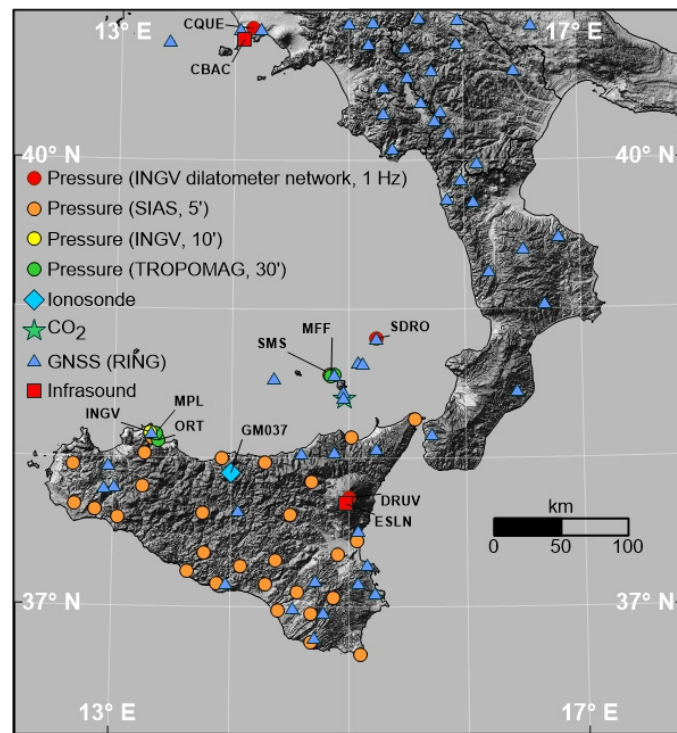 13° E
17° E
CQUE
CBAC
40° N
40° N
Pressure (INGV dilatometer network, 1 Hz)
Pressure (SIAS, 5')
Pressure (INGV, 10')
Pressure (TROPOMAG, 30')
Ionosonde
CO2
GNSS (RING)
Infrasound
MFF
SDRO
SMS
MPL
INGV
ORT
GM037
DRUV
ESLN
km
0 50 100
37° N
37° N
13° E
17° E